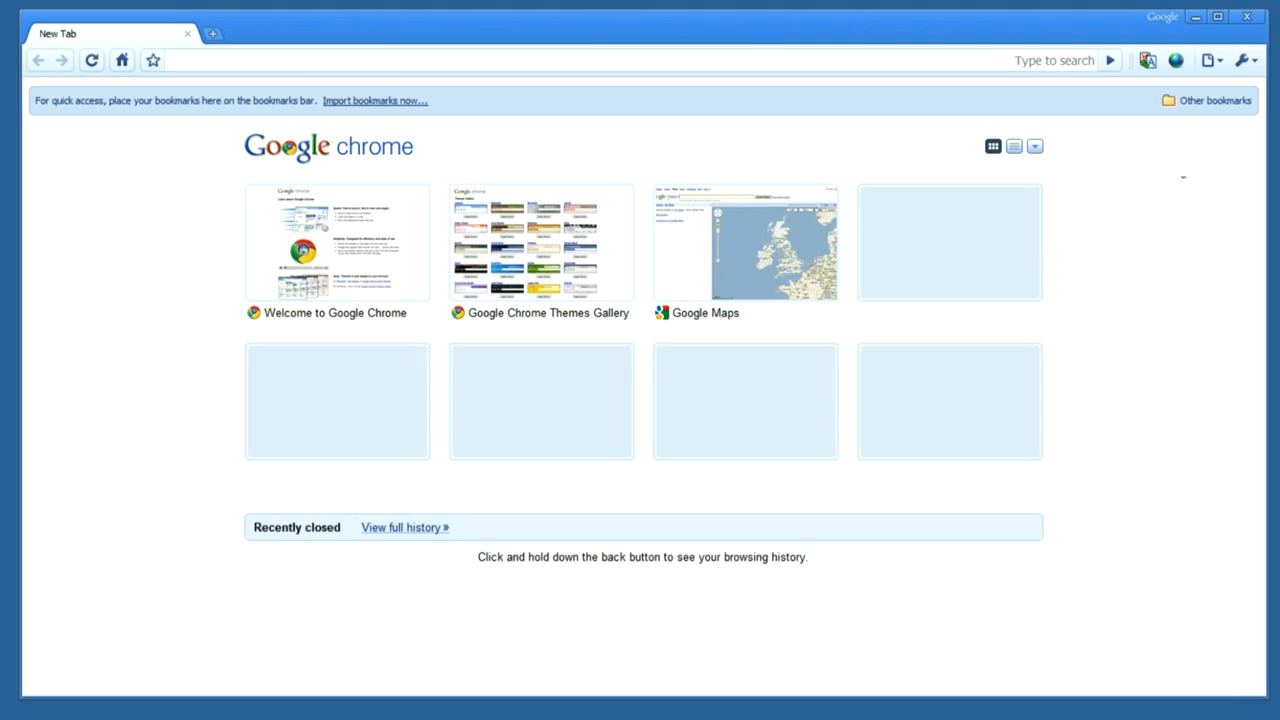 Google
New Tab
Type to search
For quick access, place your bookmarks here on the bookmarks bar. Import bookmarks now...
Other bookmarks
Google chrome
Welcome to Google Chrome
Google Chrome Themes Gallery
Google Maps
Recently closed
View full history »
Click and hold down the back button to see your browsing history.